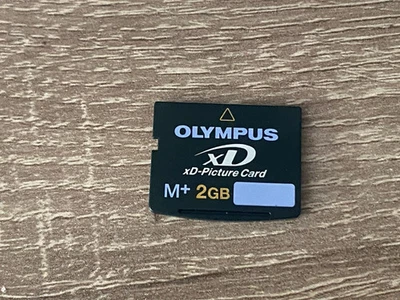 OLYMPUS
xD
xD-Picture Card
M+ 2GB